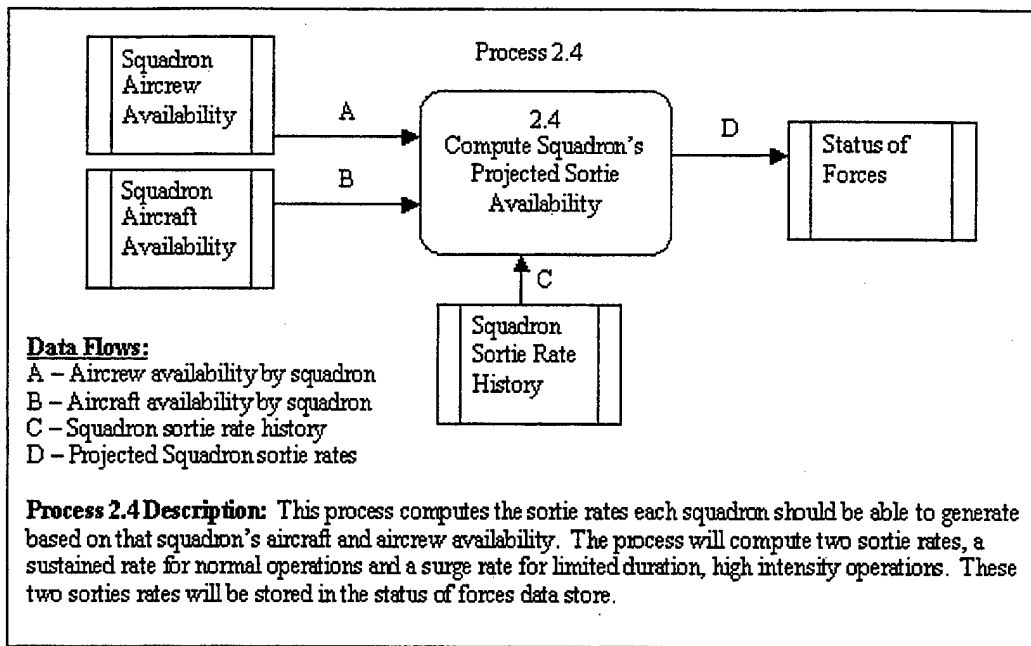 Process 2.4
Squadron
Aircrew
Availability
A
Squadron
Aircraft
Availability
B
2.4
Compute Squadron's
Projected Sortie
Availability
D
Status of
Forces
C
Squadron
Sortie Rate
History
Data Flows:
A – Aircrew availability by squadron
B – Aircraft availability by squadron
C – Squadron sortie rate history
D – Projected Squadron sortie rates
Process 2.4 Description: This process computes the sortie rates each squadron should be able to generate
based on that squadron's aircraft and aircrew availability. The process will compute two sortie rates, a
sustained rate for normal operations and a surge rate for limited duration, high intensity operations. These
two sorties rates will be stored in the status of forces data store.